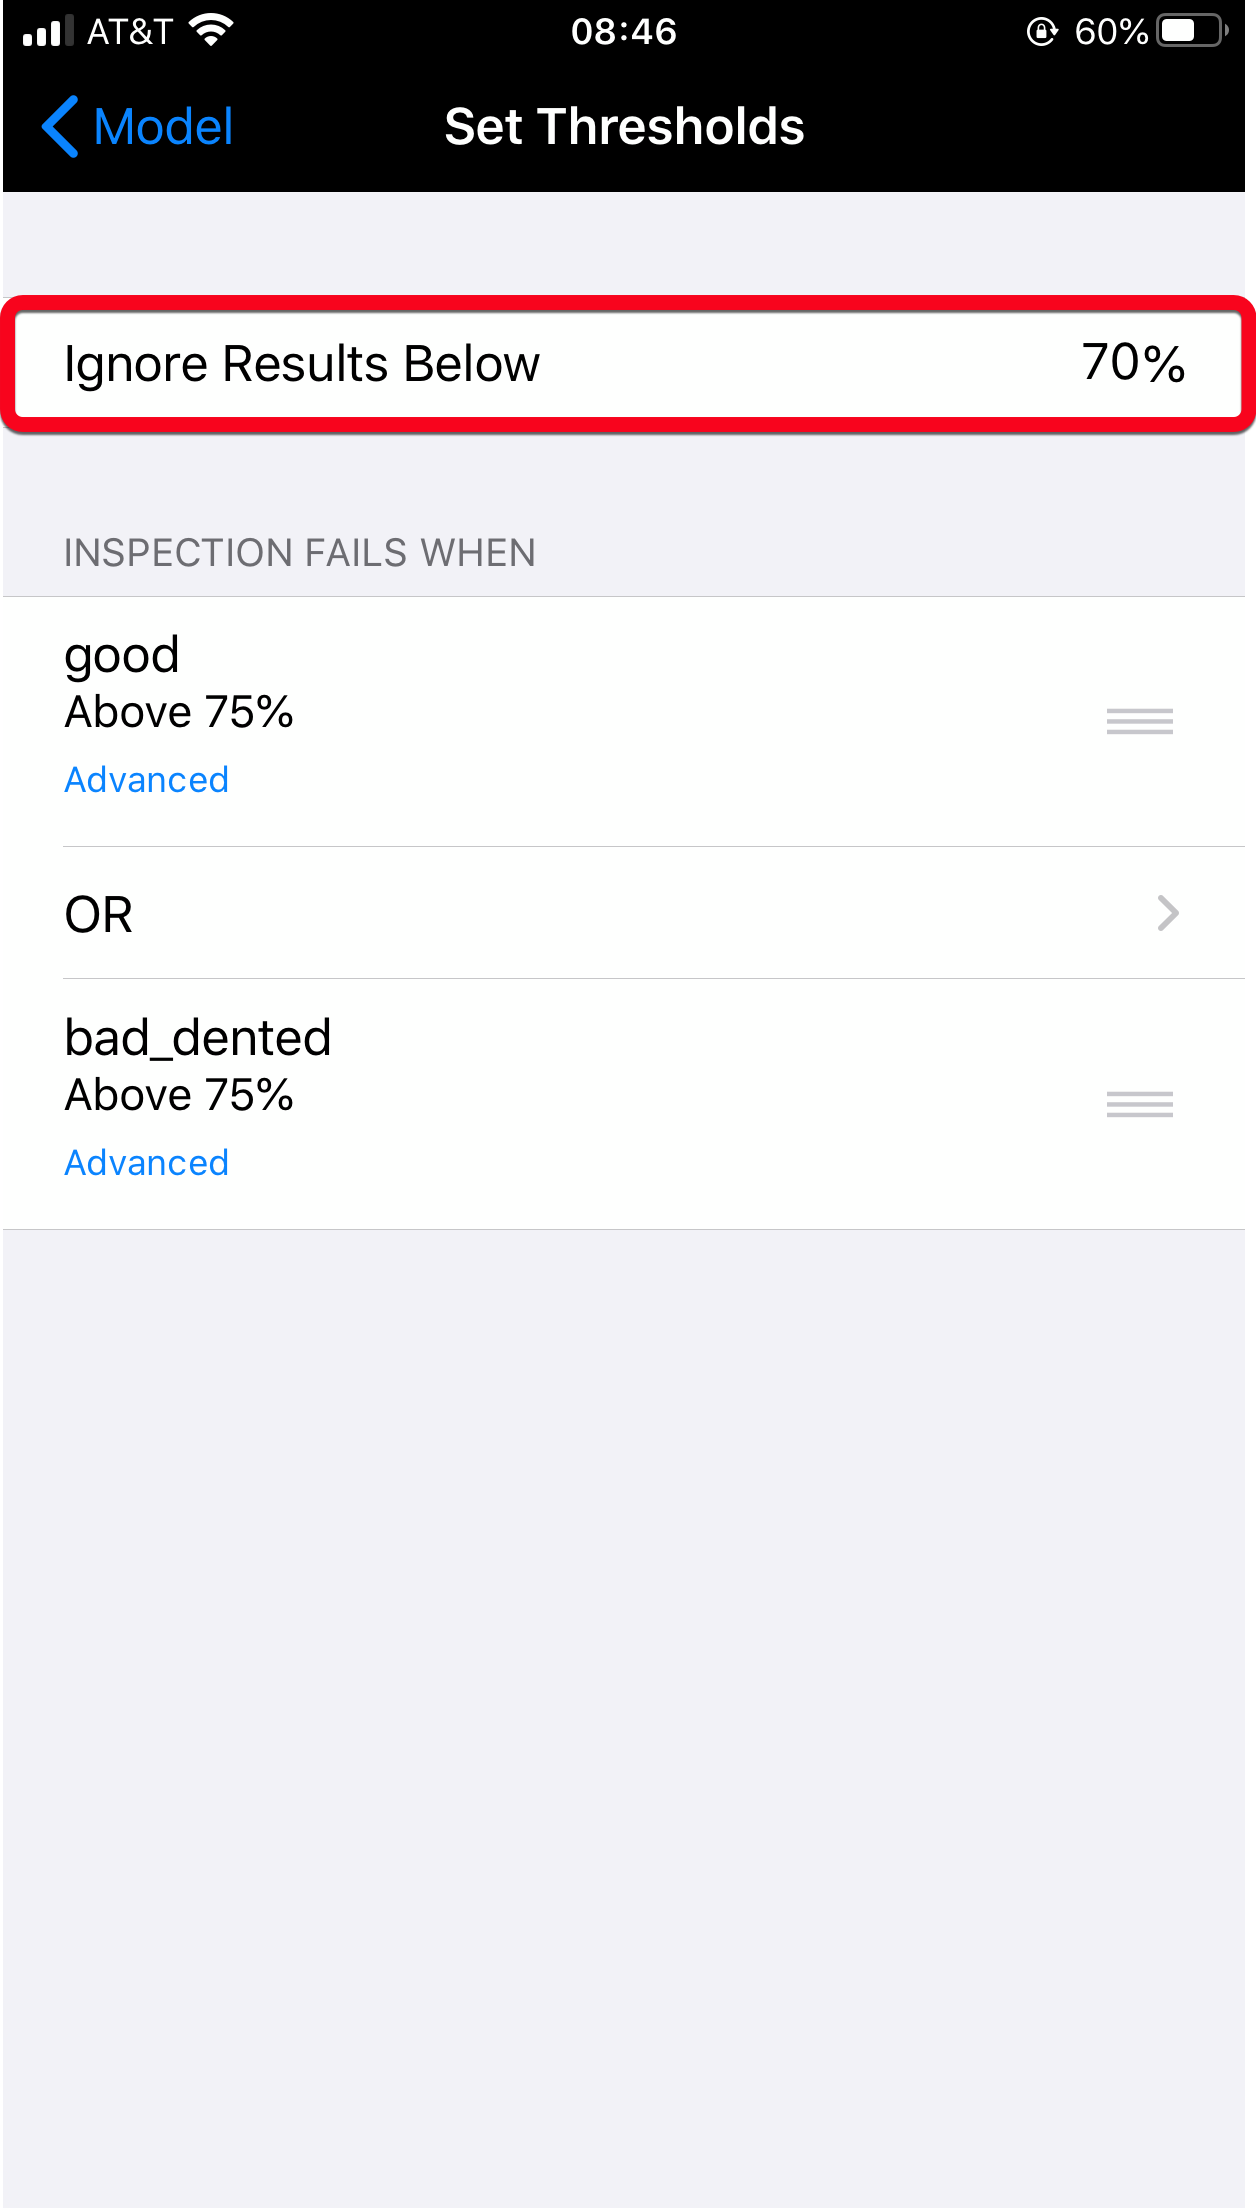 AT&T 08:46 60%
Model Set Thresholds
Ignore Results Below 70%
INSPECTION FAILS WHEN
good
Above 75%
Advanced
OR
bad_dented
Above 75%
Advanced